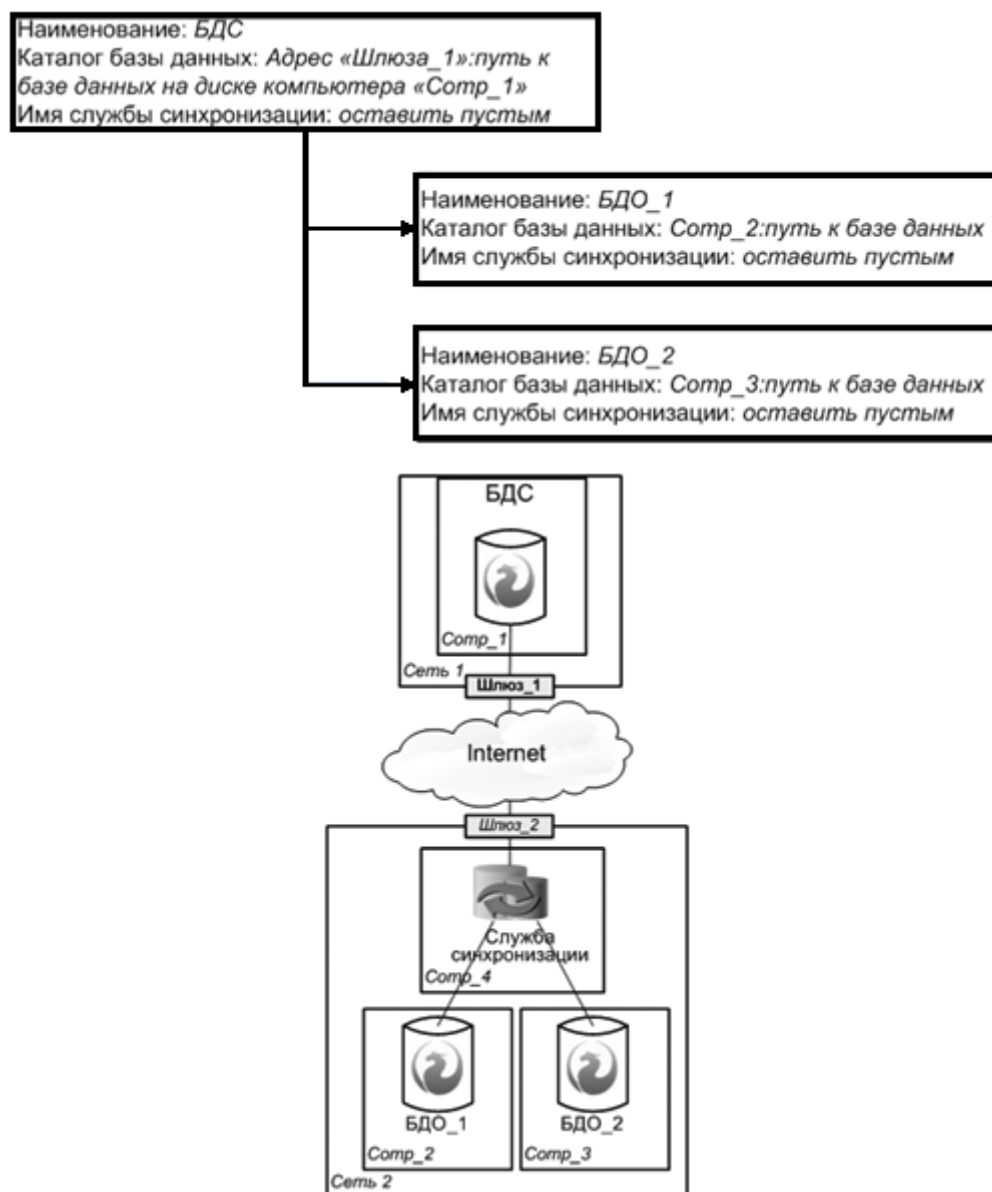 Наименование: БДС
Каталог базы данных: Адрес «Шлюза_1»:путь к
базе данных на диске компьютера «Comp_1»
Имя службы синхронизации: оставить пустым
Наименование: БДО_1
Каталог базы данных: Comp_2:путь к базе данных
Имя службы синхронизации: оставить пустым
Наименование: БДО_2
Каталог базы данных: Comp_3:путь к базе данных
Имя службы синхронизации: оставить пустым
БДС
Comp_1
Сеть 1
Шлюз_1
Internet
Шлюз_2
Служба
синхронизации
Comp_4
БДО_1
Comp_2
БДО_2
Comp_3
Сеть 2